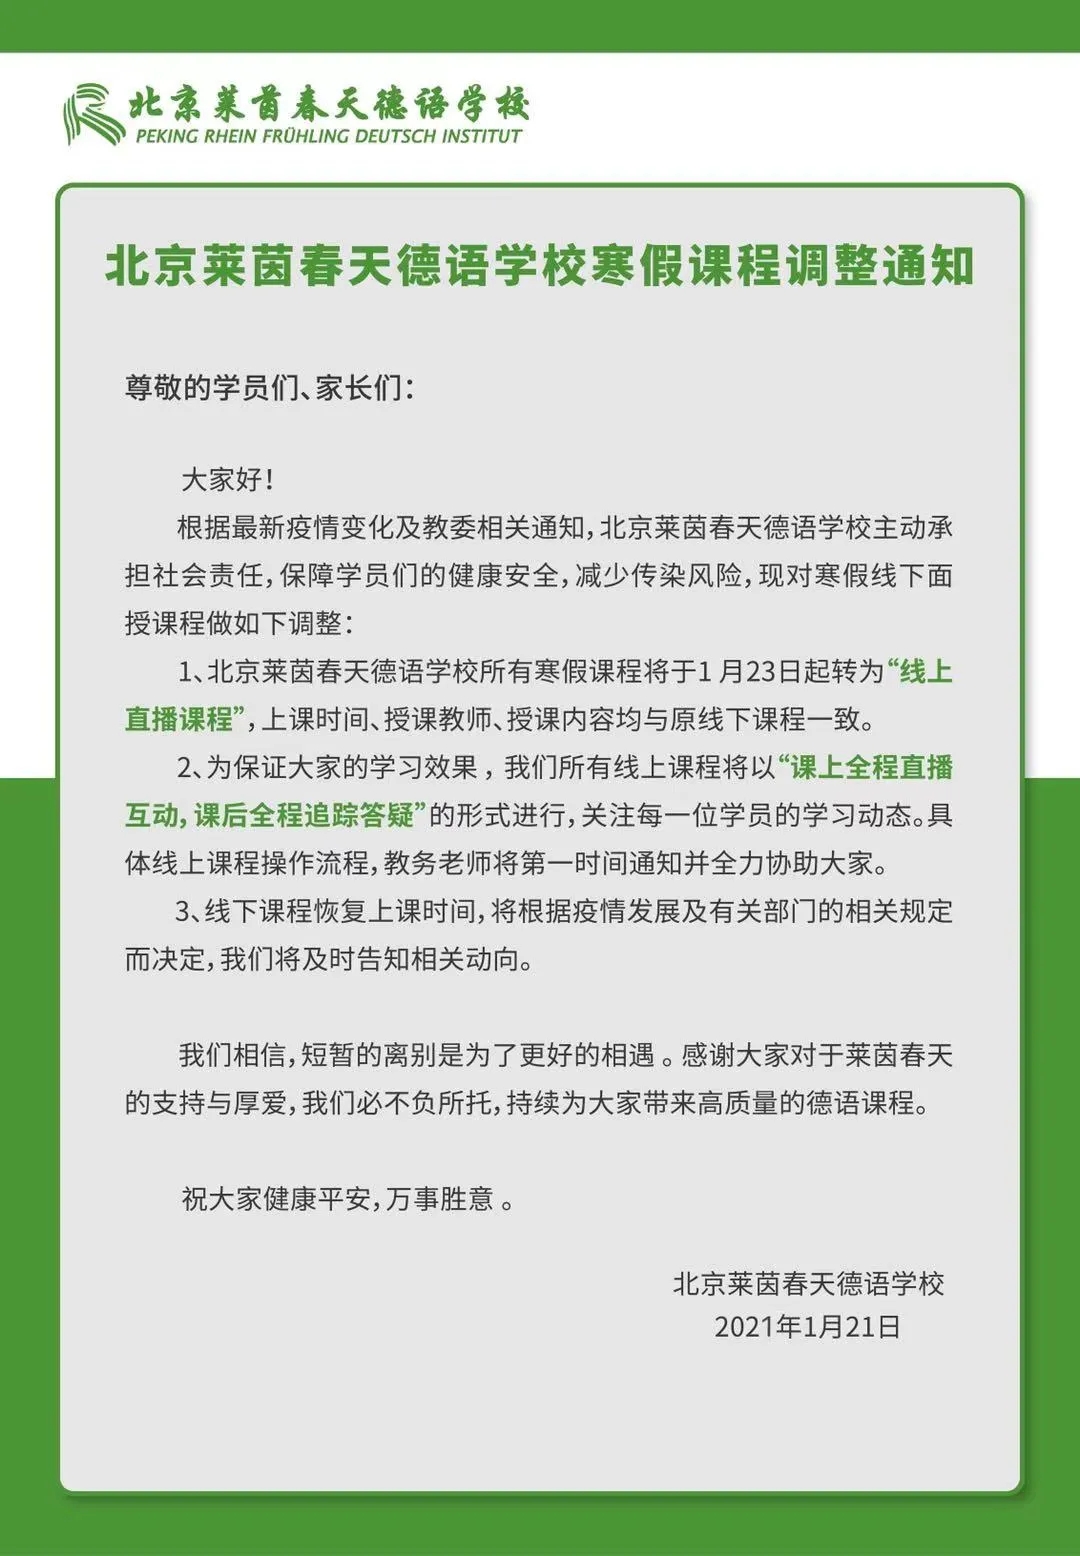 北京莱茵春天德语学校
PEKING RHEIN FRÜHLING DEUTSCH INSTITUT
北京莱茵春天德语学校寒假课程调整通知
尊敬的学员们、家长们：
大家好！
根据最新疫情变化及教委相关通知，北京莱茵春天德语学校主动承
担社会责任，保障学员们的健康安全，减少传染风险，现对寒假线下面
授课程做如下调整：
1、北京莱茵春天德语学校所有寒假课程将于1 月23日起转为“线上
直播课程”，上课时间、授课教师、授课内容均与原线下课程一致。
2、为保证大家的学习效果 ，我们所有线上课程将以“课上全程直播
互动，课后全程追踪答疑”的形式进行，关注每一位学员的学习动态。具
体线上课程操作流程，教务老师将第一时间通知并全力协助大家。
3、线下课程恢复上课时间，将根据疫情发展及有关部门的相关规定
而决定，我们将及时告知相关动向。
我们相信，短暂的离别是为了更好的相遇 。感谢大家对于莱茵春天
的支持与厚爱，我们必不负所托，持续为大家带来高质量的德语课程。
祝大家健康平安，万事胜意 。
北京莱茵春天德语学校
2021年1月21日